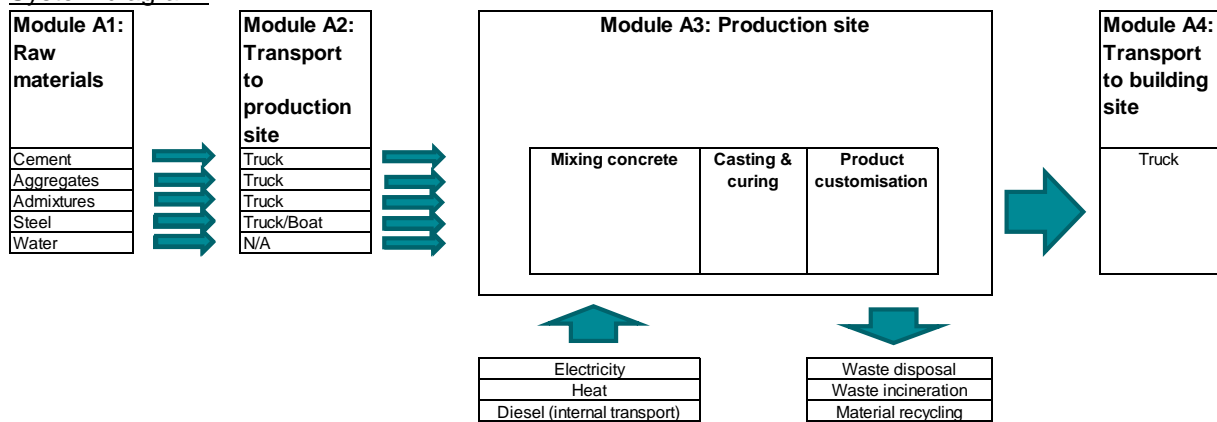 Module A1:
Raw
materials
Cement
Aggregates
Admixtures
Steel
Water
Module A2:
Transport
to
production
site
Truck
Truck
Truck
Truck/Boat
N/A
Module A3: Production site
Mixing concrete
Casting &
curing
Product
customisation
Electricity
Heat
Diesel (internal transport)
Waste disposal
Waste incineration
Material recycling
Module A4:
Transport
to building
site
Truck